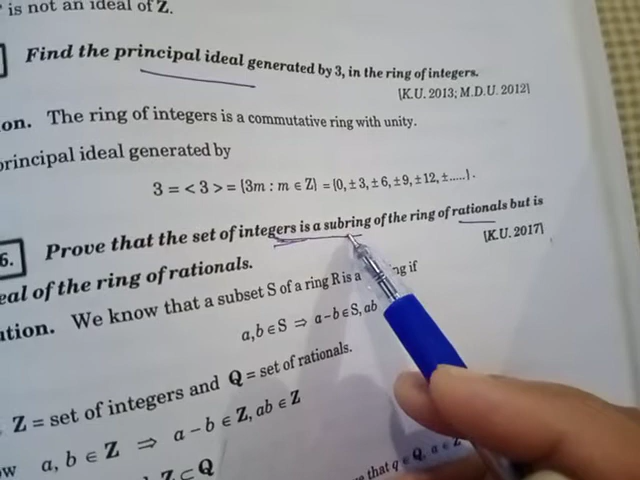 is not an ideal of Z.
Find the principal ideal generated by 3, in the ring of integers.
[K.U. 2013; M.D.U. 2012]
on. The ring of integers is a commutative ring with unity.
principal ideal generated by
3 = < 3 > = {3m : m ∈ Z} = {0, ± 3, ± 6, ±9, ±12, ±.....} .
6. Prove that the set of integers is a subring of the ring of rationals but is
[K.U. 2017]
eal of the ring of rationals.
ution. We know that a subset S of a ring R is a ng if
a, b ∈ S ⇒ a - b ∈ S, ab
Z = set of integers and Q = set of rationals.
w a, b ∈ Z ⇒ a - b ∈ Z, ab ∈ Z
Z ⊂ Q
that q ∈ Q, a ∈ Z